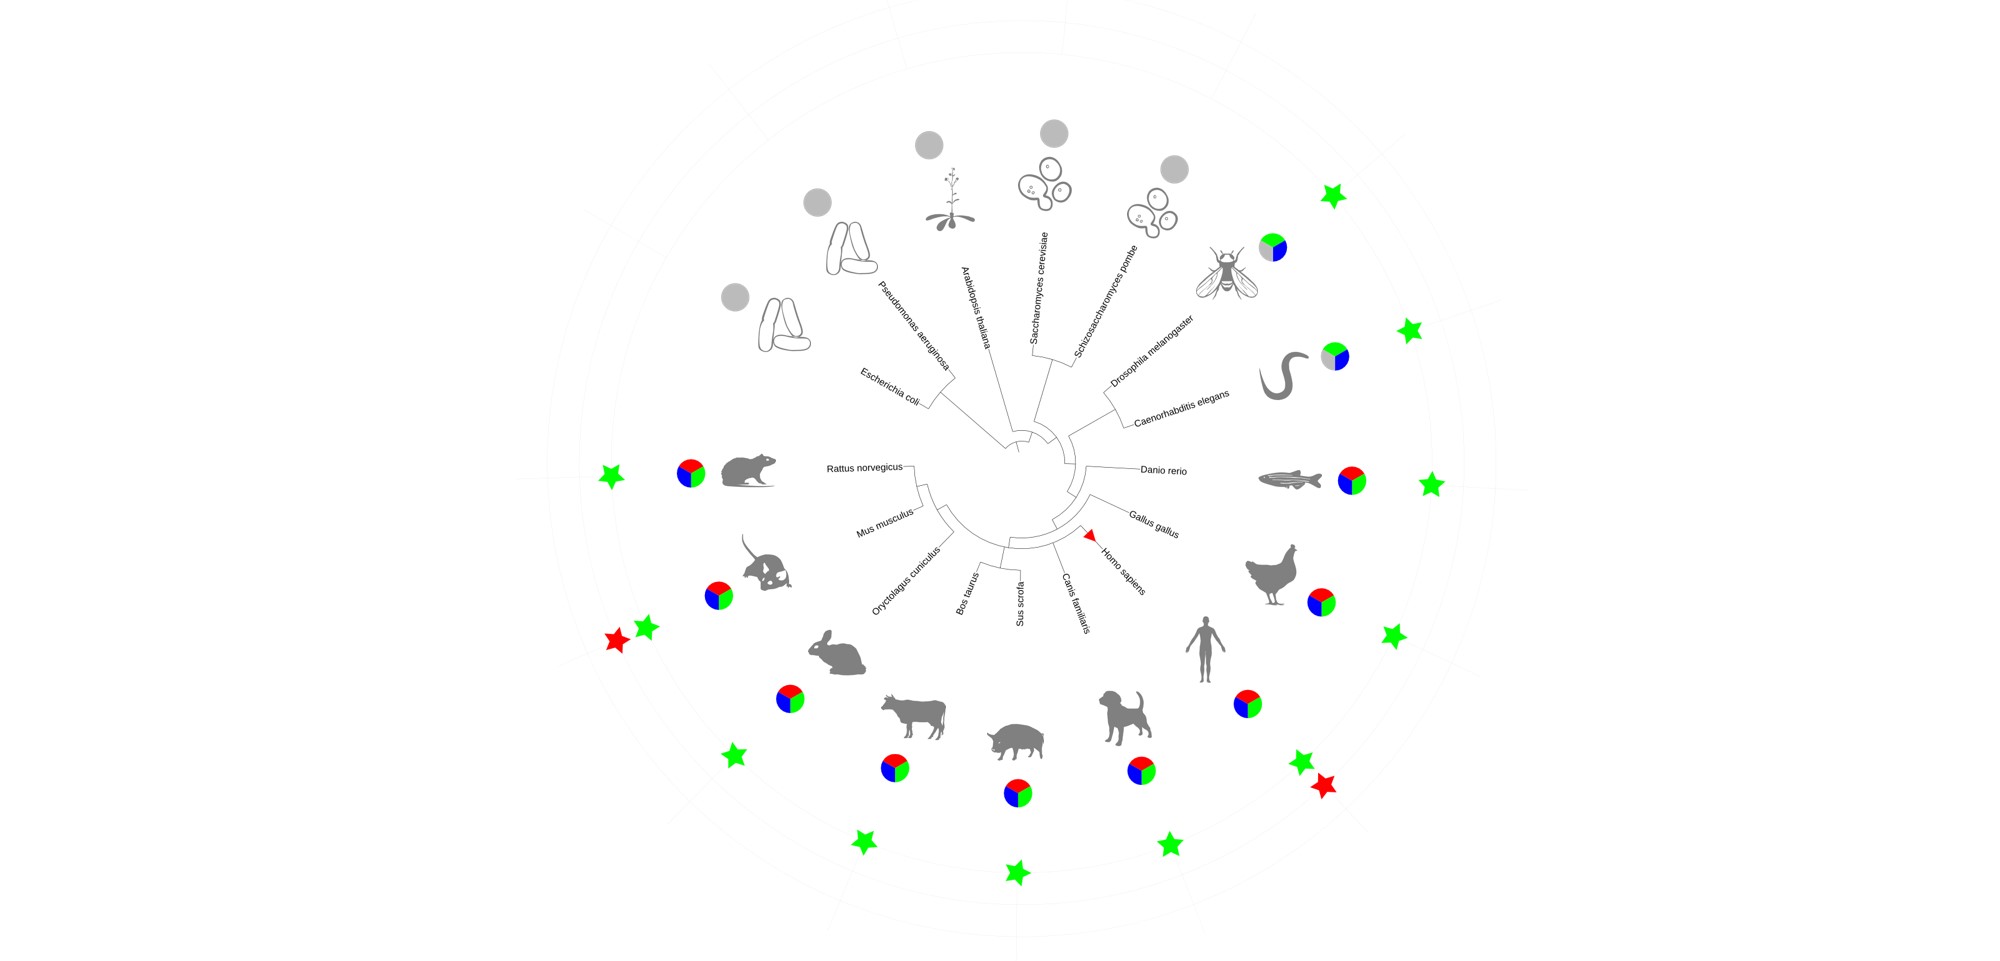 Escherichia coli
Pseudomonas aeruginosa
Arabidopsis thaliana
Saccharomyces cerevisiae
Schizosaccharomyces pombe
Drosophila melanogaster
Caenorhabditis elegans
Danio rerio
Gallus gallus
Homo sapiens
Canis familiaris
Sus scrofa
Bos taurus
Oryctolagus cuniculus
Mus musculus
Rattus norvegicus